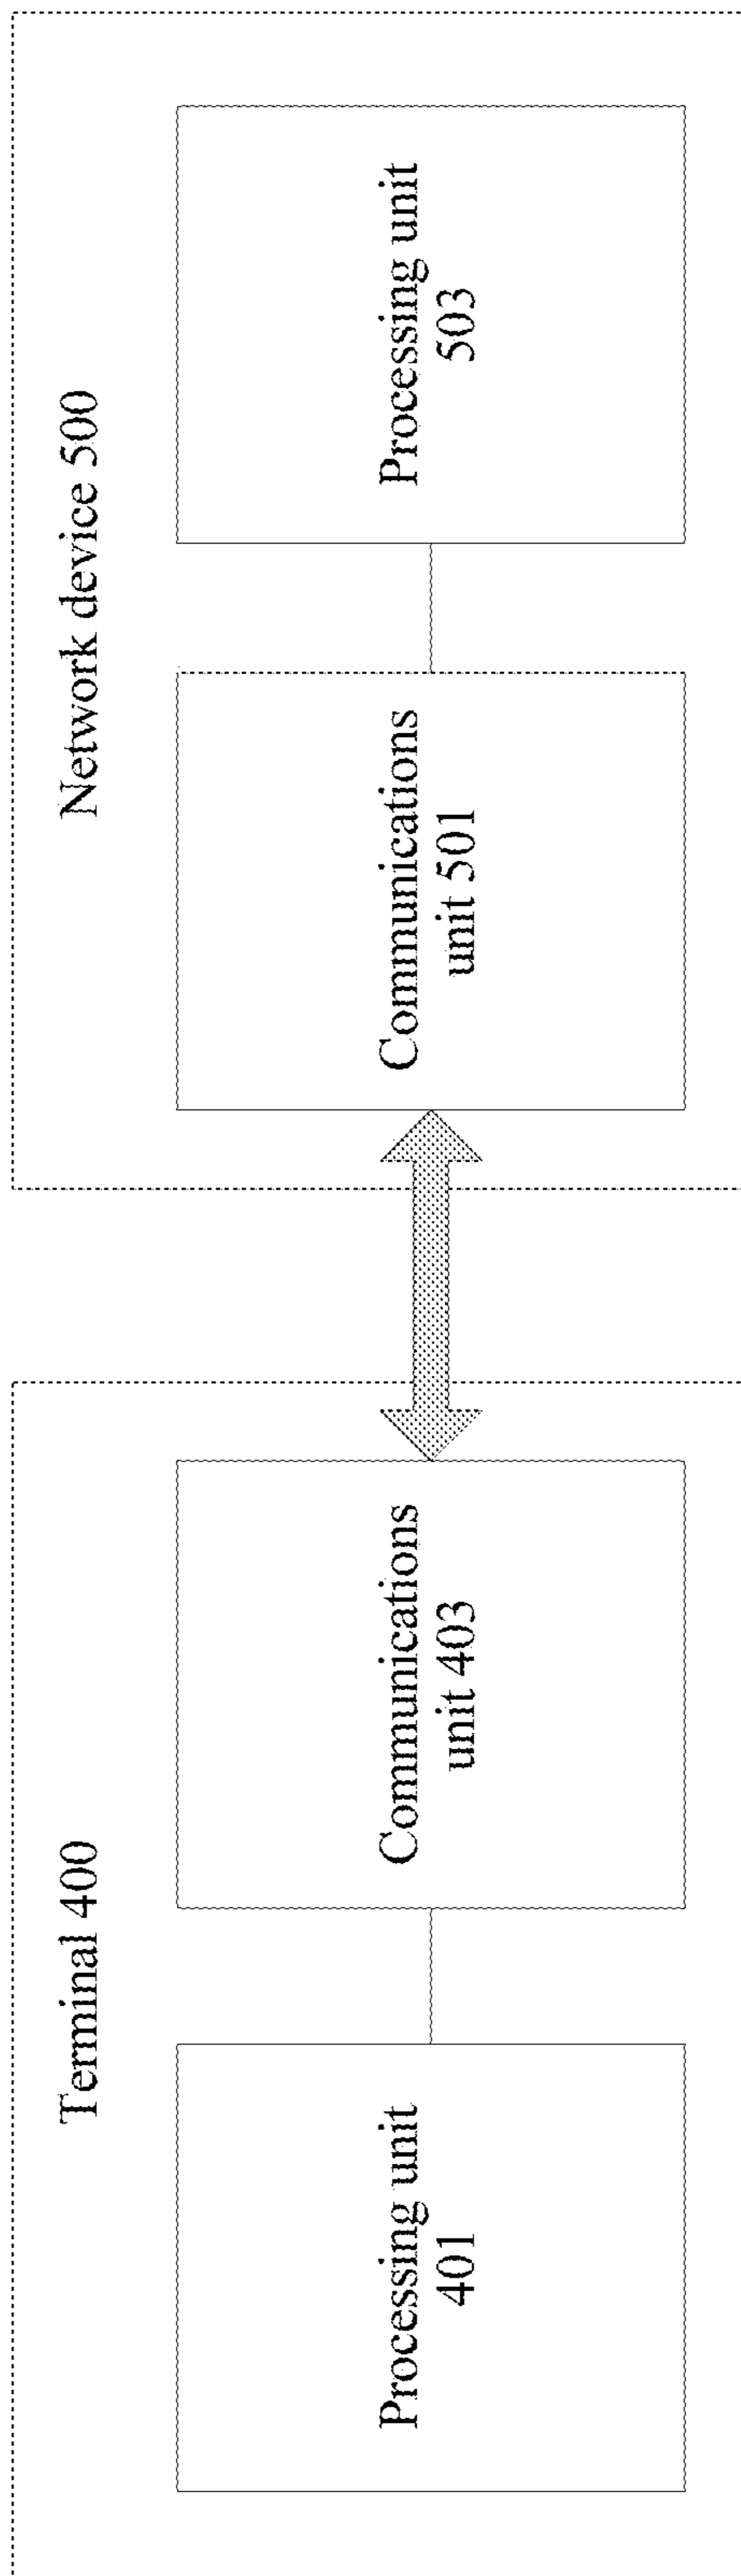 Terminal 400
Processing unit
401
Communications
unit 403
Network device 500
Communications
unit 501
Processing unit
503